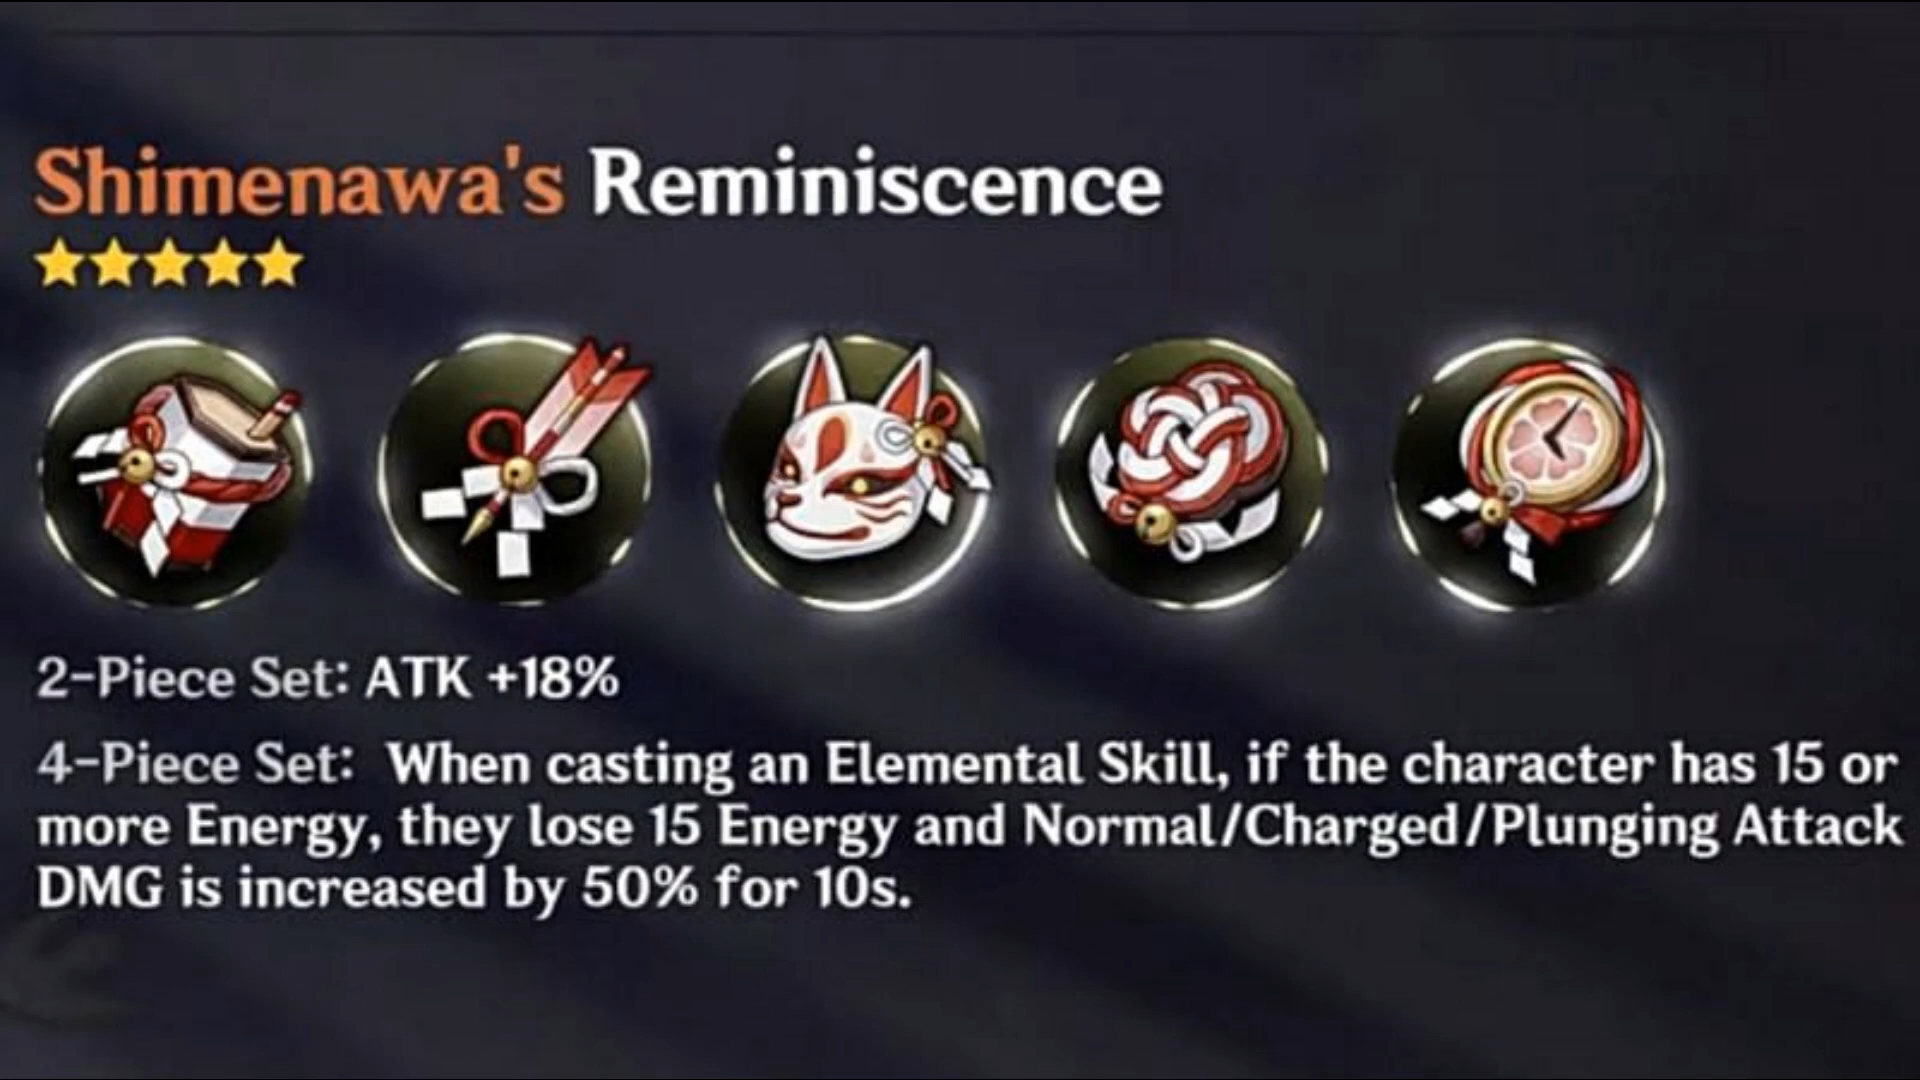 Shimenawa's Reminiscence
2-Piece Set: ATK +18%
4-Piece Set: When casting an Elemental Skill, if the character has 15 or
more Energy, they lose 15 Energy and Normal/Charged/Plunging Attack
DMG is increased by 50% for 10s.